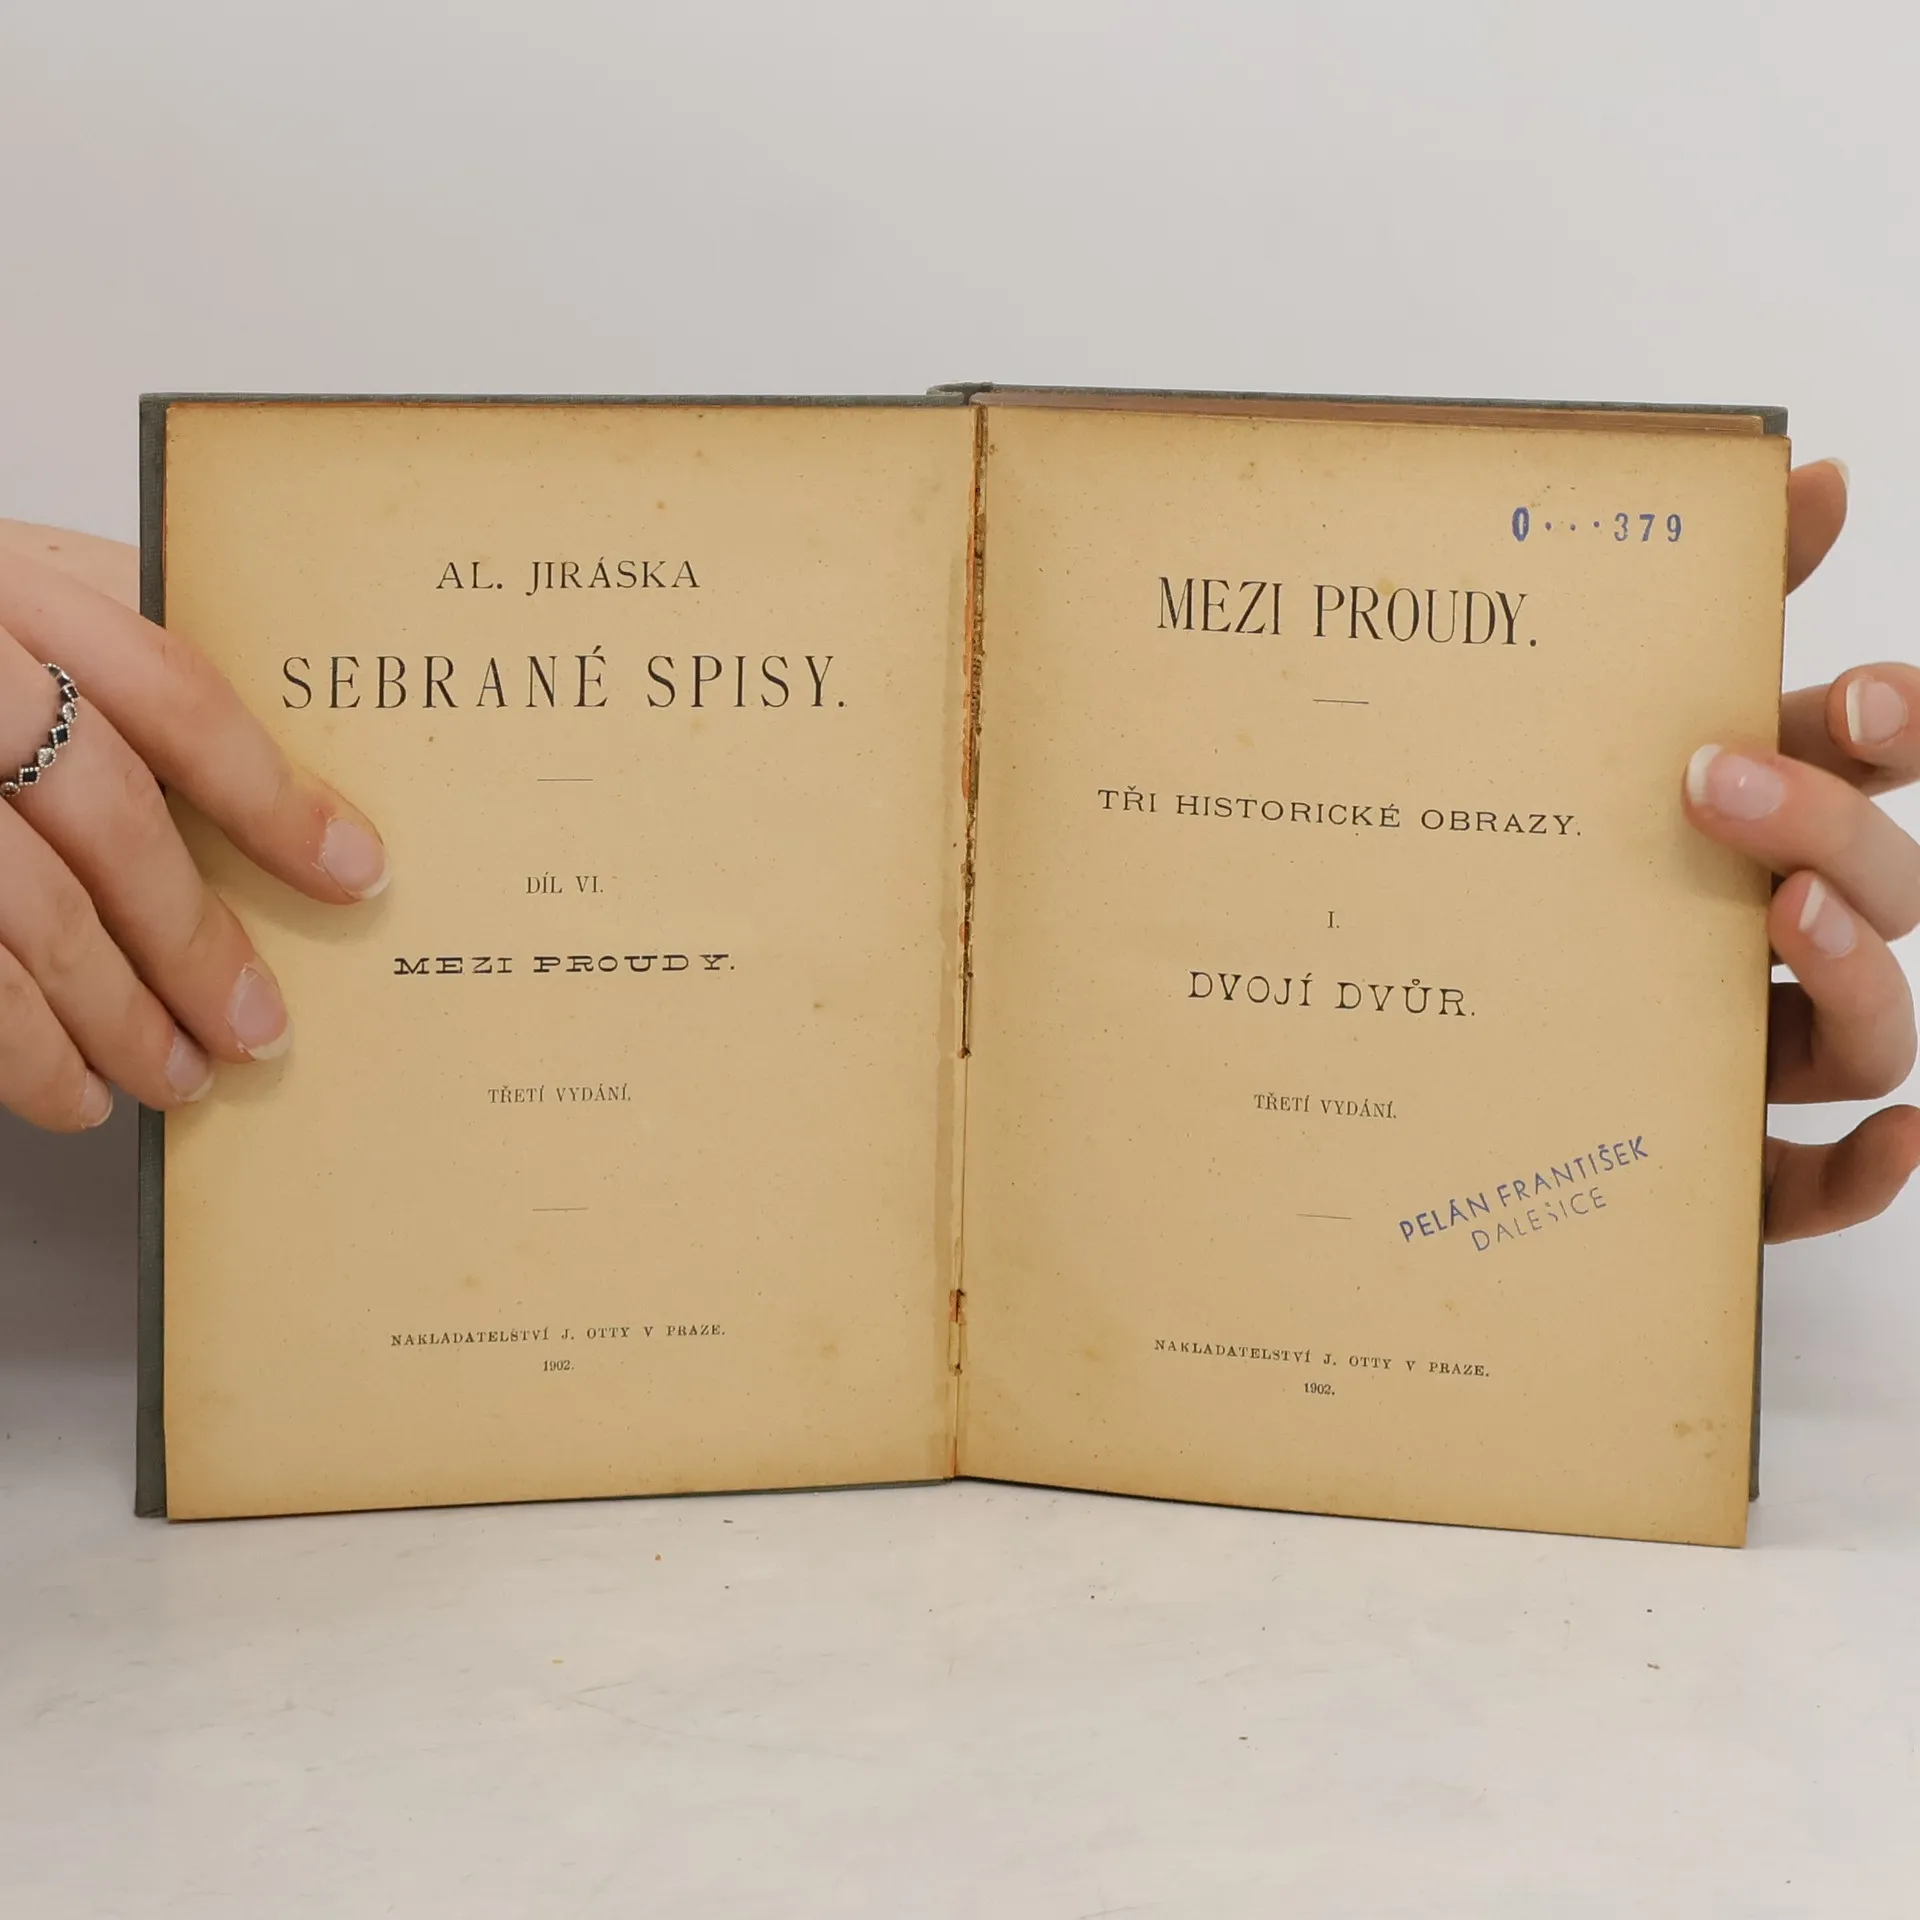 AL. JIRÁSKA
SEBRANÉ SPISY.
DÍL VI.
MEZI PROUDY.
TŘETÍ VYDÁNÍ.
NAKLADATELSTVÍ J. OTTY V PRAZE.
1902.
0···379
MEZI PROUDY.
TŘI HISTORICKÉ OBRAZY.
I.
DVOJÍ DVŮR.
TŘETÍ VYDÁNÍ.
PELÁN FRANTIŠEK
DALEŠICE
NAKLADATELSTVÍ J. OTTY V PRAZE.
1902.